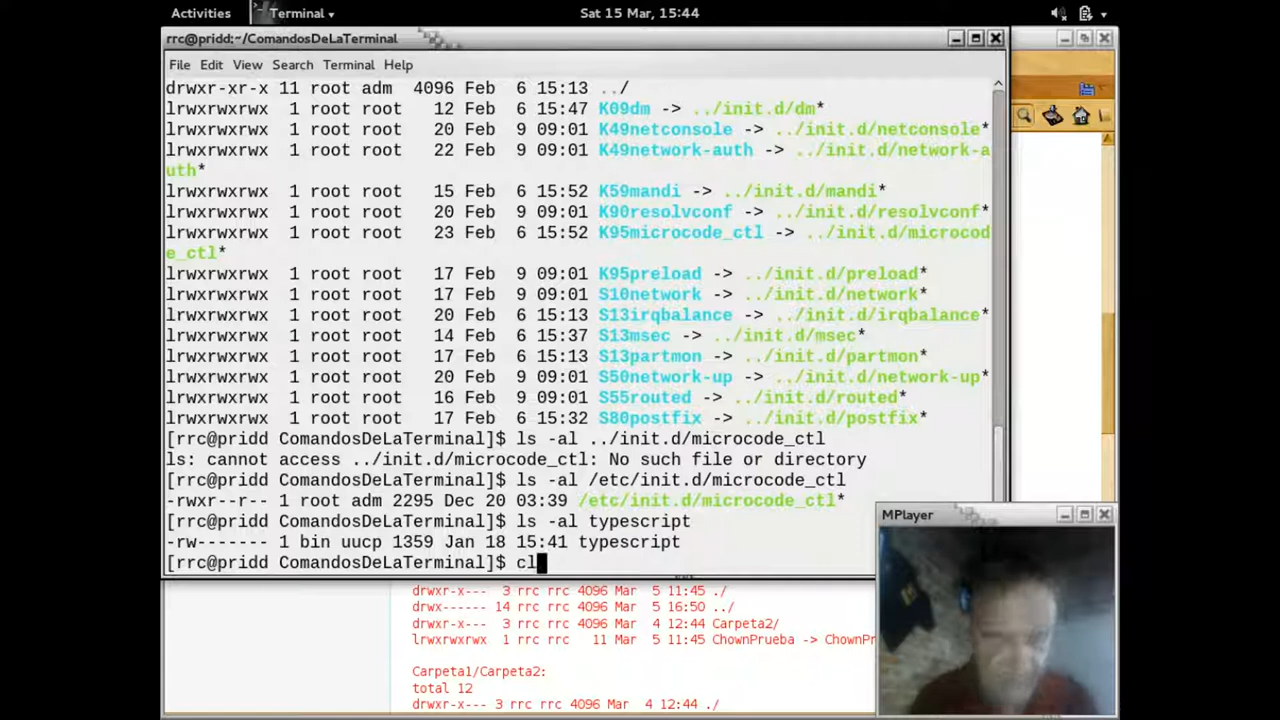 Activities Terminal Sat 15 Mar, 15:44
rrc@pridd:~/ComandosDeLaTerminal
File Edit View Search Terminal Help
drwxr-xr-x 11 root adm  4096 Feb  6 15:13 ../
lrwxrwxrwx  1 root root   12 Feb  6 15:47 K09dm -> ../init.d/dm*
lrwxrwxrwx  1 root root   20 Feb  9 09:01 K49netconsole -> ../init.d/netconsole*
lrwxrwxrwx  1 root root   22 Feb  9 09:01 K49network-auth -> ../init.d/network-a
uth*
lrwxrwxrwx  1 root root   15 Feb  6 15:52 K59mandi -> ../init.d/mandi*
lrwxrwxrwx  1 root root   20 Feb  9 09:01 K90resolvconf -> ../init.d/resolvconf*
lrwxrwxrwx  1 root root   23 Feb  6 15:52 K95microcode_ctl -> ../init.d/microcod
e_ctl*
lrwxrwxrwx  1 root root   17 Feb  9 09:01 K95preload -> ../init.d/preload*
lrwxrwxrwx  1 root root   17 Feb  9 09:01 S10network -> ../init.d/network*
lrwxrwxrwx  1 root root   20 Feb  6 15:13 S13irqbalance -> ../init.d/irqbalance*
lrwxrwxrwx  1 root root   14 Feb  6 15:37 S13msec -> ../init.d/msec*
lrwxrwxrwx  1 root root   17 Feb  6 15:13 S13partmon -> ../init.d/partmon*
lrwxrwxrwx  1 root root   20 Feb  9 09:01 S50network-up -> ../init.d/network-up*
lrwxrwxrwx  1 root root   16 Feb  9 09:01 S55routed -> ../init.d/routed*
lrwxrwxrwx  1 root root   17 Feb  6 15:32 S80postfix -> ../init.d/postfix*
[rrc@pridd ComandosDeLaTerminal]$ ls -al ../init.d/microcode_ctl
ls: cannot access ../init.d/microcode_ctl: No such file or directory
[rrc@pridd ComandosDeLaTerminal]$ ls -al /etc/init.d/microcode_ctl
-rwxr--r-- 1 root adm 2295 Dec 20 03:39 /etc/init.d/microcode_ctl*
[rrc@pridd ComandosDeLaTerminal]$ ls -al typescript
-rw------- 1 bin uucp 1359 Jan 18 15:41 typescript
[rrc@pridd ComandosDeLaTerminal]$ cl
MPlayer
drwxr-x---  3 rrc rrc 4096 Mar  5 11:45 ./
drwx------ 14 rrc rrc 4096 Mar  5 16:50 ../
drwxr-x---  3 rrc rrc 4096 Mar  4 12:44 Carpeta2/
lrwxrwxrwx  1 rrc rrc   11 Mar  5 11:45 ChownPrueba -> ChownPr
Carpeta1/Carpeta2:
total 12
drwxr-x--- 3 rrc rrc 4096 Mar  4 12:44 ./